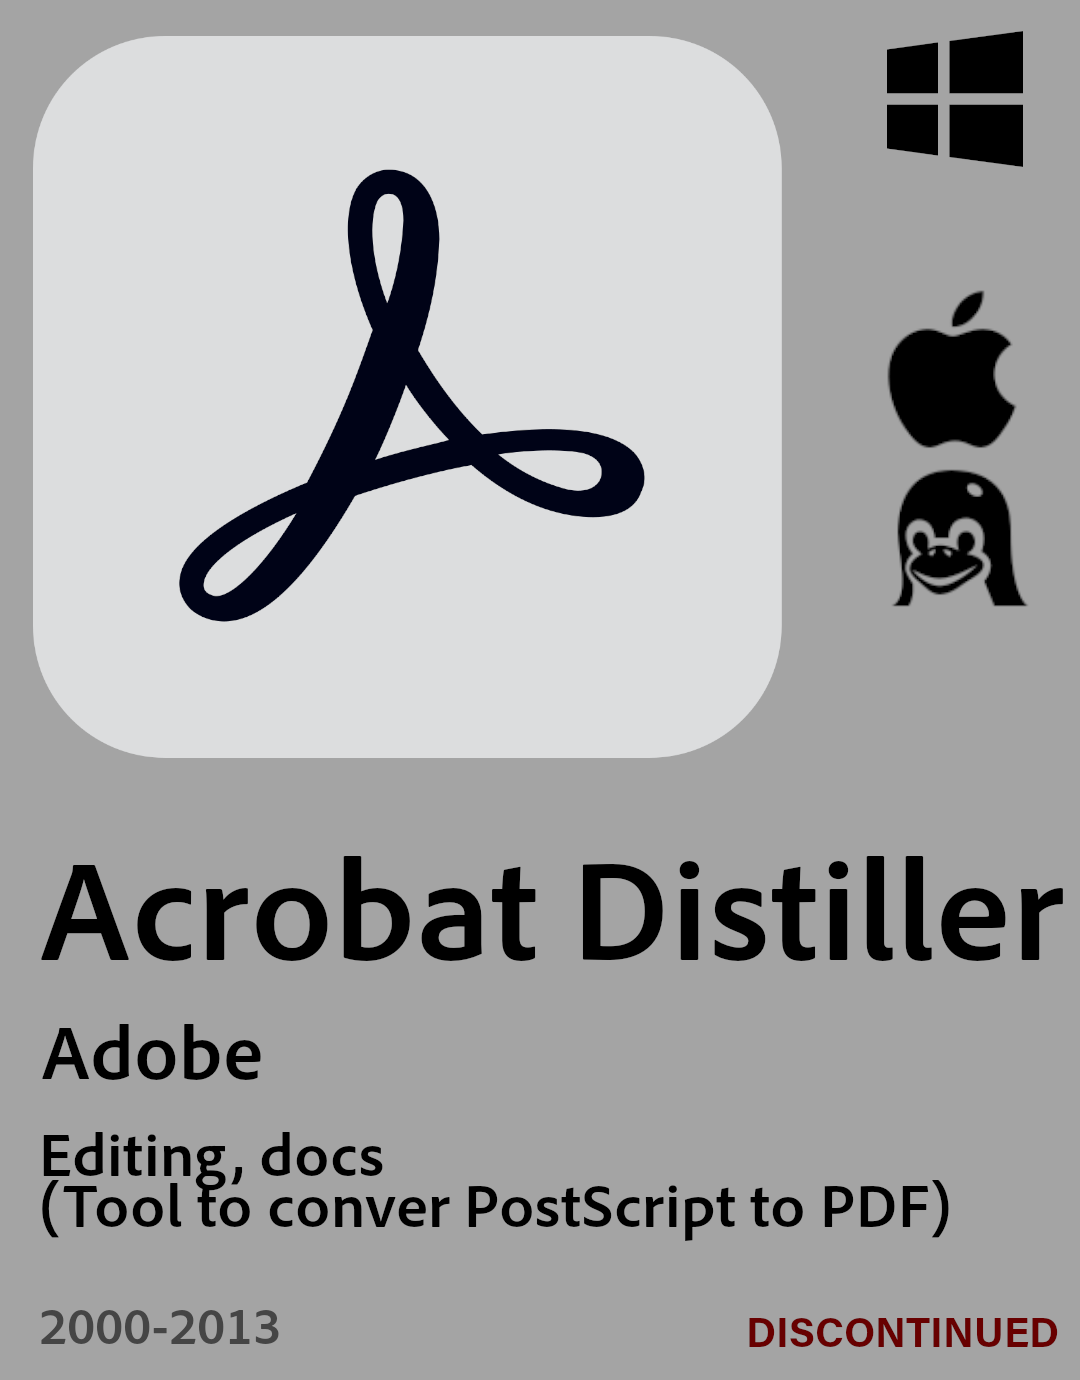 Acrobat Distiller
Adobe
Editing, docs
(Tool to conver PostScript to PDF)
2000-2013
DISCONTINUED